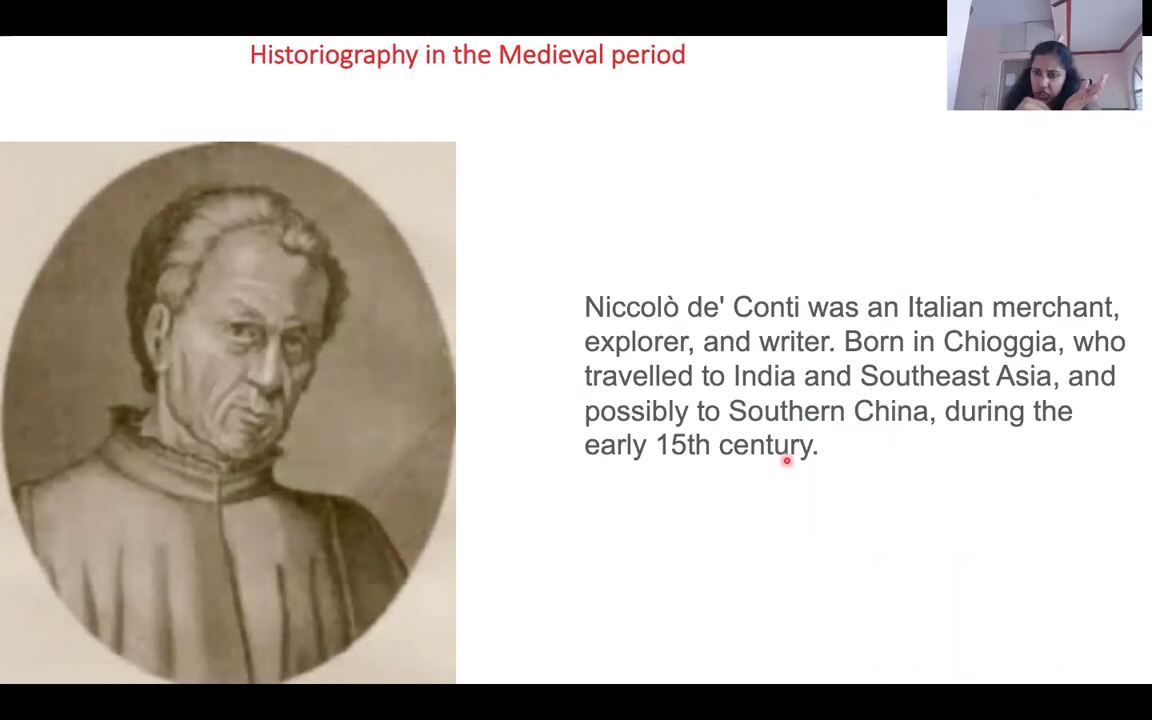 Historiography in the Medieval period
Niccolò de' Conti was an Italian merchant,
explorer, and writer. Born in Chioggia, who
travelled to India and Southeast Asia, and
possibly to Southern China, during the
early 15th century.